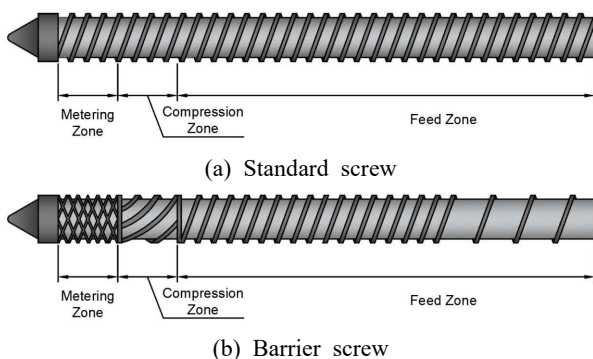 Metering
Zone
Compression
Zone
Feed Zone
(a) Standard screw
Metering
Zone
Compression
Zone
Feed Zone
(b) Barrier screw